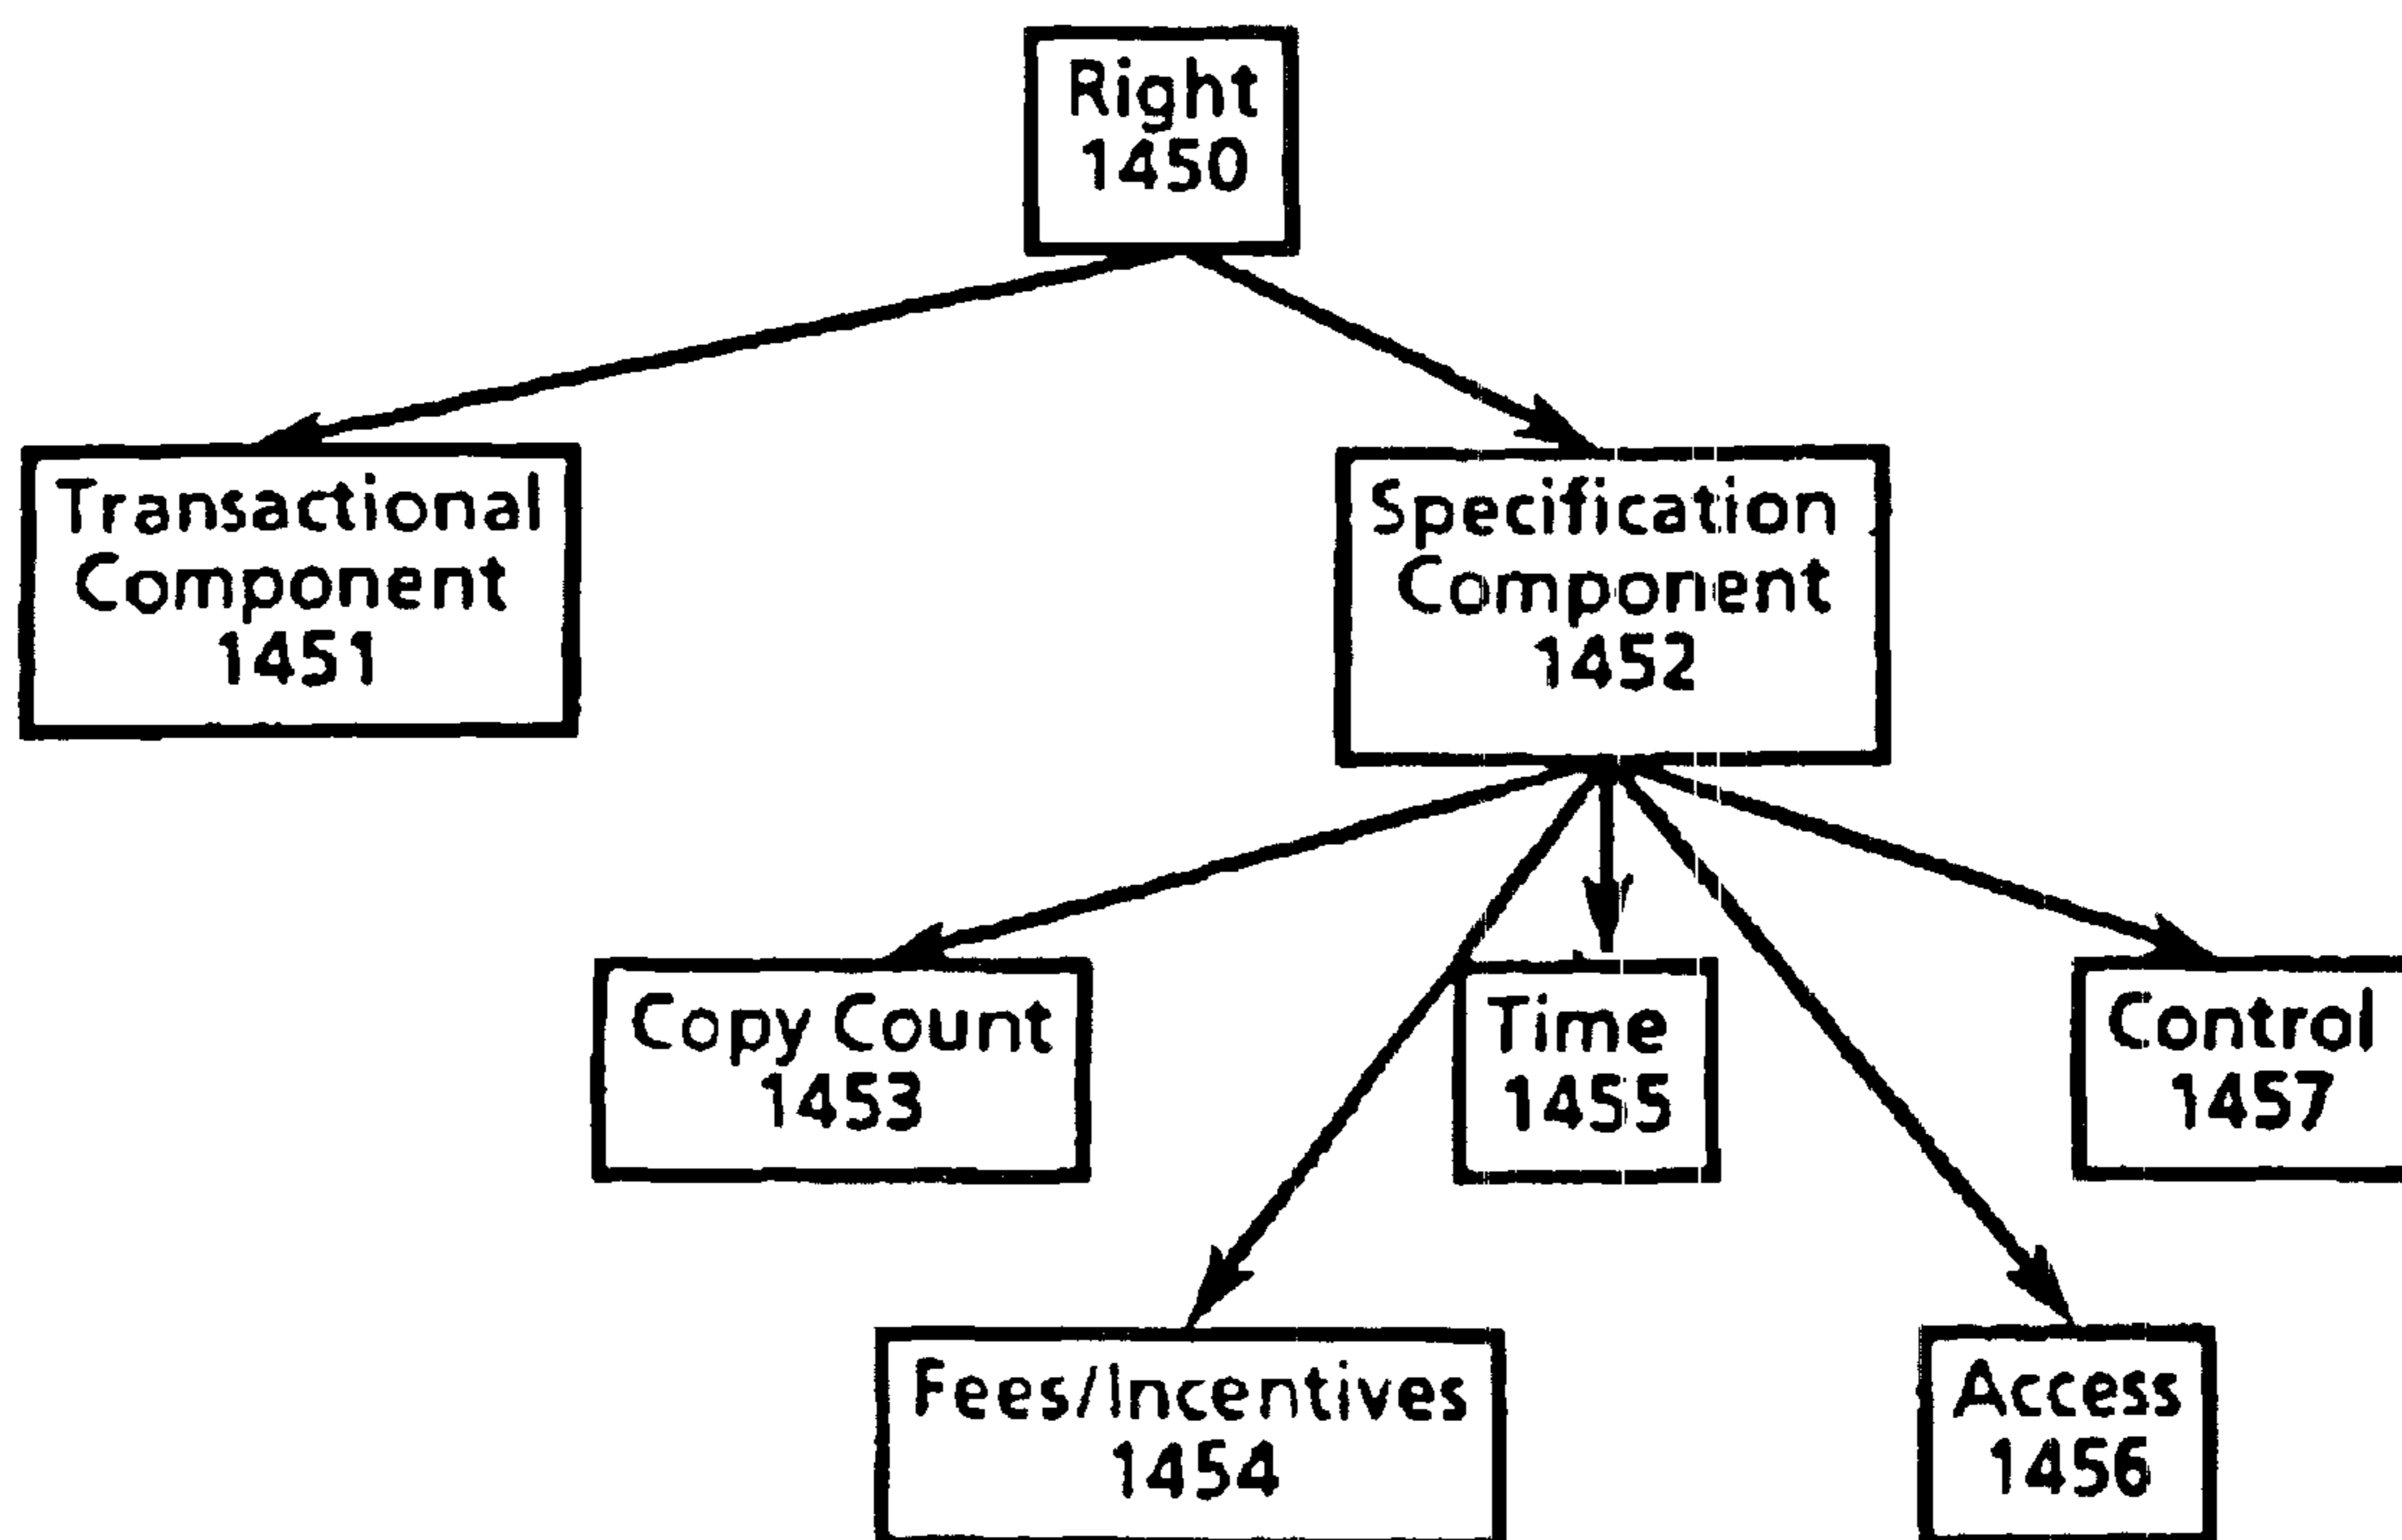 Right
1450
Transactional
Component
1451
Specification
Component
1452
Copy Count
1453
Time
1455
Control
1457
Fees/Incentives
1454
Access
1456